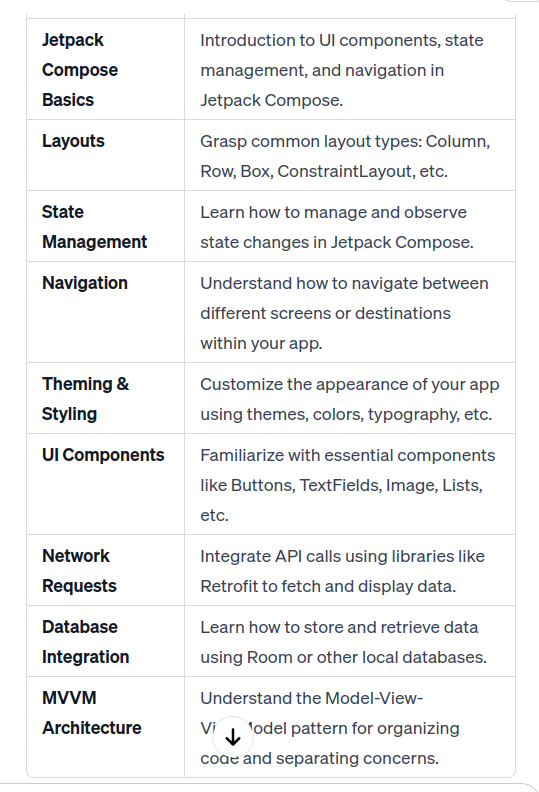 Jetpack
Compose
Basics
Introduction to UI components, state
management, and navigation in
Jetpack Compose.
Layouts
Grasp common layout types: Column,
Row, Box, ConstraintLayout, etc.
State
Management
Learn how to manage and observe
state changes in Jetpack Compose.
Navigation
Understand how to navigate between
different screens or destinations
within your app.
Theming &
Styling
Customize the appearance of your app
using themes, colors, typography, etc.
UI Components
Familiarize with essential components
like Buttons, TextFields, Image, Lists,
etc.
Network
Requests
Integrate API calls using libraries like
Retrofit to fetch and display data.
Database
Integration
Learn how to store and retrieve data
using Room or other local databases.
MVVM
Architecture
Understand the Model-View-
pattern for organizing
code and separating concerns.